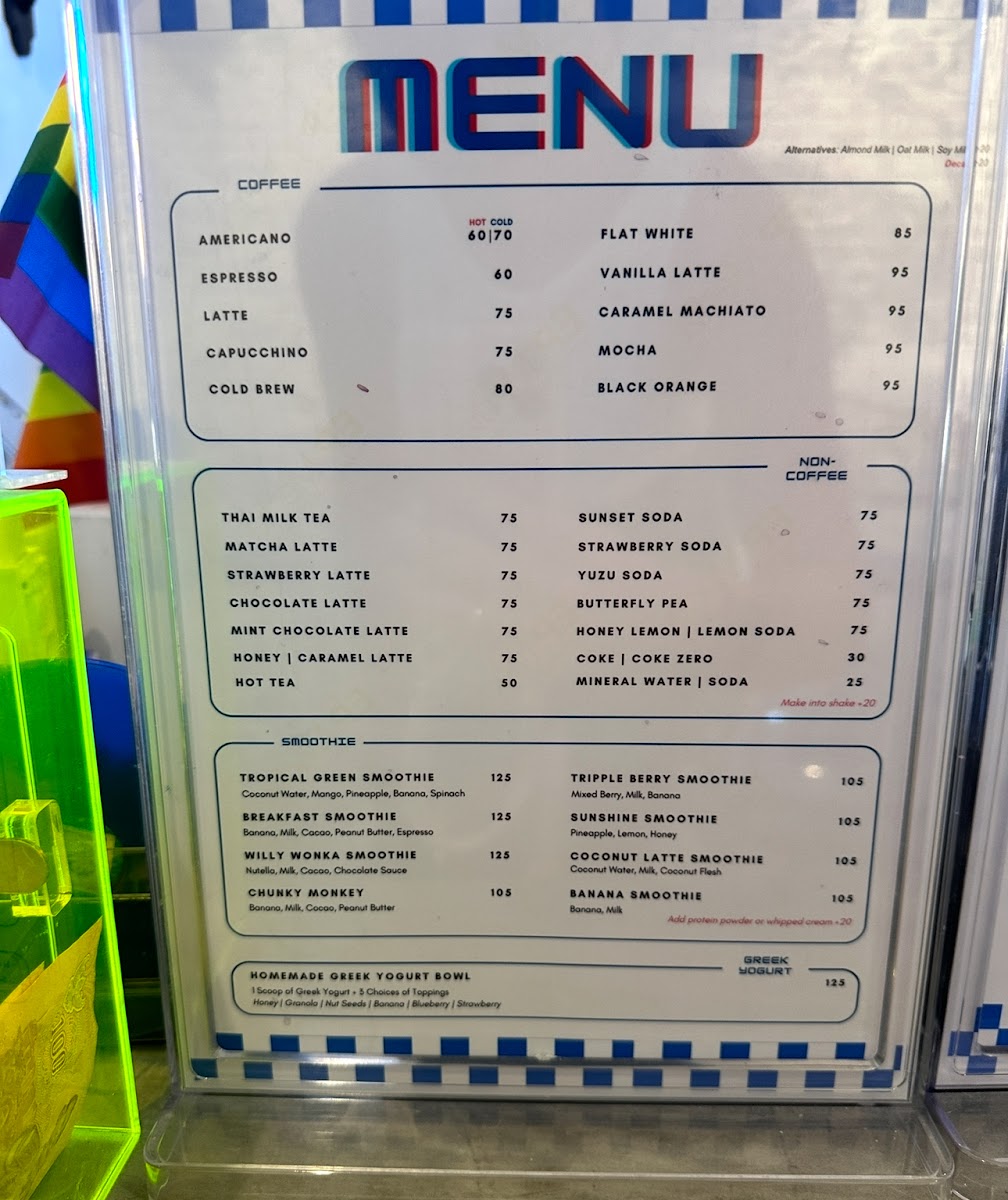 MENU
Alternatives: Almond Milk | Oat Milk | Soy +20
+20
COFFEE
HOT COLD
AMERICANO 60|70
ESPRESSO 60
LATTE 75
CAPUCCHINO 75
COLD BREW 80
FLAT WHITE 85
VANILLA LATTE 95
CARAMEL MACHIATO 95
MOCHA 95
BLACK ORANGE 95
NON-
COFFEE
THAI MILK TEA 75
MATCHA LATTE 75
STRAWBERRY LATTE 75
CHOCOLATE LATTE 75
MINT CHOCOLATE LATTE 75
HONEY | CARAMEL LATTE 75
HOT TEA 50
SUNSET SODA 75
STRAWBERRY SODA 75
YUZU SODA 75
BUTTERFLY PEA 75
HONEY LEMON | LEMON SODA 75
COKE | COKE ZERO 30
MINERAL WATER | SODA 25
Make into shake +20
SMOOTHIE
TROPICAL GREEN SMOOTHIE 125
Coconut Water, Mango, Pineapple, Banana, Spinach
BREAKFAST SMOOTHIE 125
Banana, Milk, Cacao, Peanut Butter, Espresso
WILLY WONKA SMOOTHIE 125
Nutella, Milk, Cacao, Chocolate Sauce
CHUNKY MONKEY 105
Banana, Milk, Cocao, Peanut Butter
TRIPPLE BERRY SMOOTHIE 105
Mixed Berry, Milk, Banana
SUNSHINE SMOOTHIE 105
Pineapple, Lemon, Honey
COCONUT LATTE SMOOTHIE 105
Coconut Water, Milk, Coconut Flesh
BANANA SMOOTHIE 105
Banana, Milk
Add protein powder or whipped cream +20
GREEK
YOGURT
HOMEMADE GREEK YOGURT BOWL 125
1 Scoop of Greek Yogurt + 3 Choices of Toppings
Honey | Granola | Nut Seeds | Banana | Blueberry | Strawberry
100